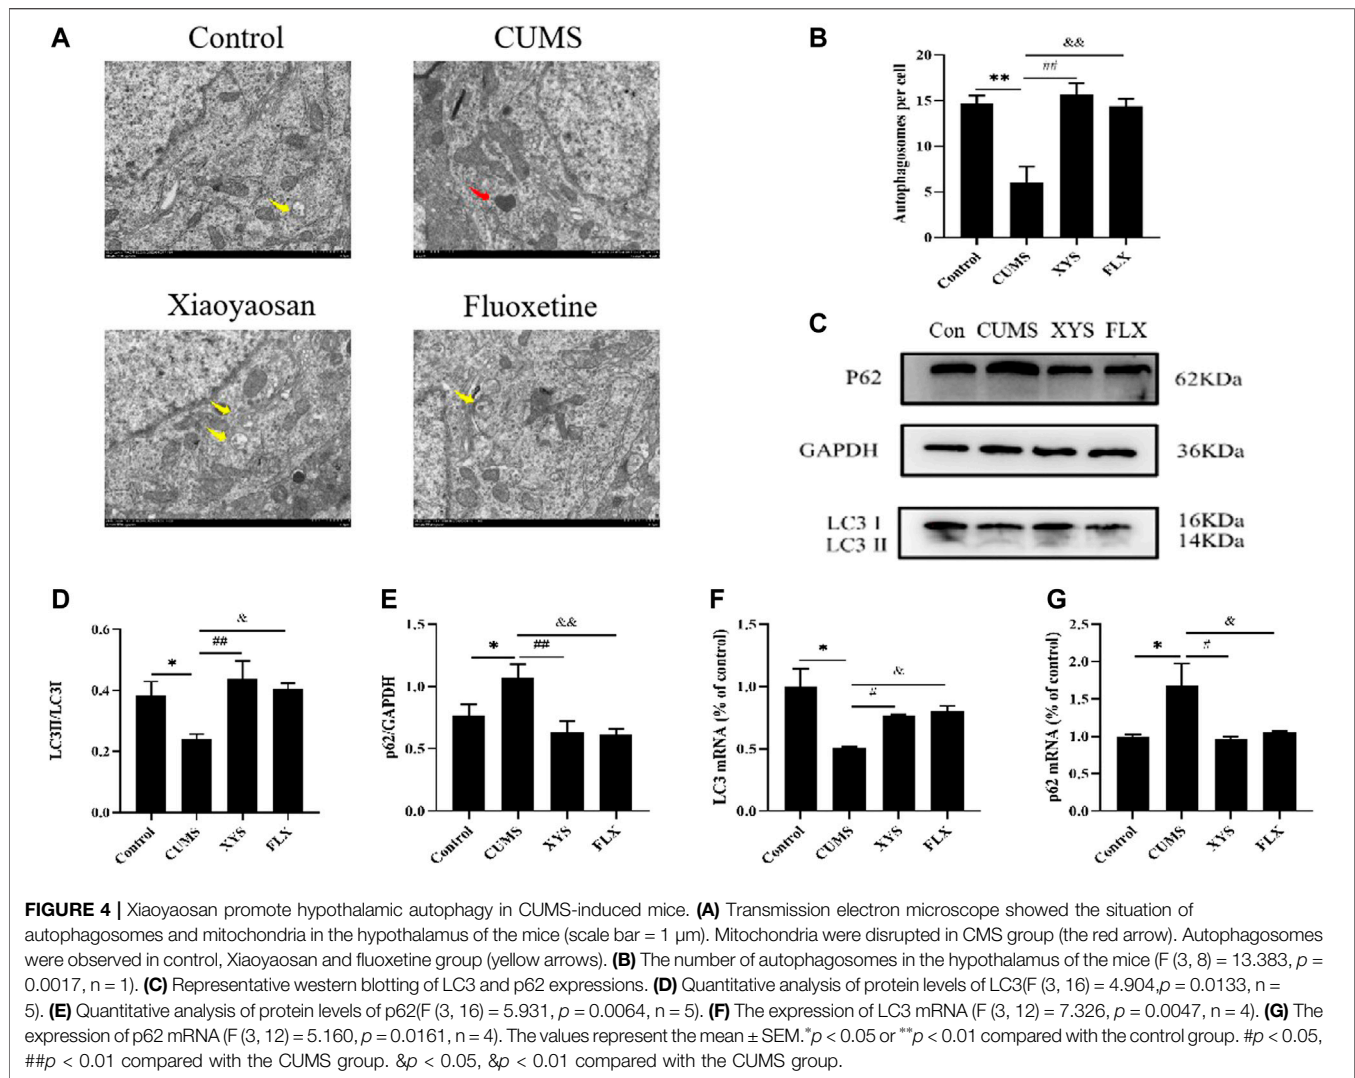 A
Control
CUMS
Xiaoyaosan
Fluoxetine
B
Autophagosomes per cell
20
15
10
5
0
**
##
&&
Control
CUMS
XYS
FLX
C
Con CUMS XYS FLX
P62
62KDa
GAPDH
36KDa
LC3 I
16KDa
LC3 II
14KDa
D
LC3II/LC3I
0.6
0.4
0.2
0.0
*
##
&
Control
CUMS
XYS
FLX
E
p62/GAPDH
1.5
1.0
0.5
0.0
*
##
&&
Control
CUMS
XYS
FLX
F
LC3 mRNA (% of control)
1.5
1.0
0.5
0.0
*
#
&
Control
CUMS
XYS
FLX
G
p62 mRNA (% of control)
2.5
2.0
1.5
1.0
0.5
0.0
*
#
&
Control
CUMS
XYS
FLX
FIGURE 4 | Xiaoyaosan promote hypothalamic autophagy in CUMS-induced mice. (A) Transmission electron microscope showed the situation of
autophagosomes and mitochondria in the hypothalamus of the mice (scale bar = 1 μm). Mitochondria were disrupted in CMS group (the red arrow). Autophagosomes
were observed in control, Xiaoyaosan and fluoxetine group (yellow arrows). (B) The number of autophagosomes in the hypothalamus of the mice (F (3, 8) = 13.383, p =
0.0017, n = 1). (C) Representative western blotting of LC3 and p62 expressions. (D) Quantitative analysis of protein levels of LC3(F (3, 16) = 4.904,p = 0.0133, n =
5). (E) Quantitative analysis of protein levels of p62(F (3, 16) = 5.931, p = 0.0064, n = 5). (F) The expression of LC3 mRNA (F (3, 12) = 7.326, p = 0.0047, n = 4). (G) The
expression of p62 mRNA (F (3, 12) = 5.160, p = 0.0161, n = 4). The values represent the mean ± SEM.*p < 0.05 or **p < 0.01 compared with the control group. #p < 0.05,
##p < 0.01 compared with the CUMS group. &p < 0.05, &p < 0.01 compared with the CUMS group.